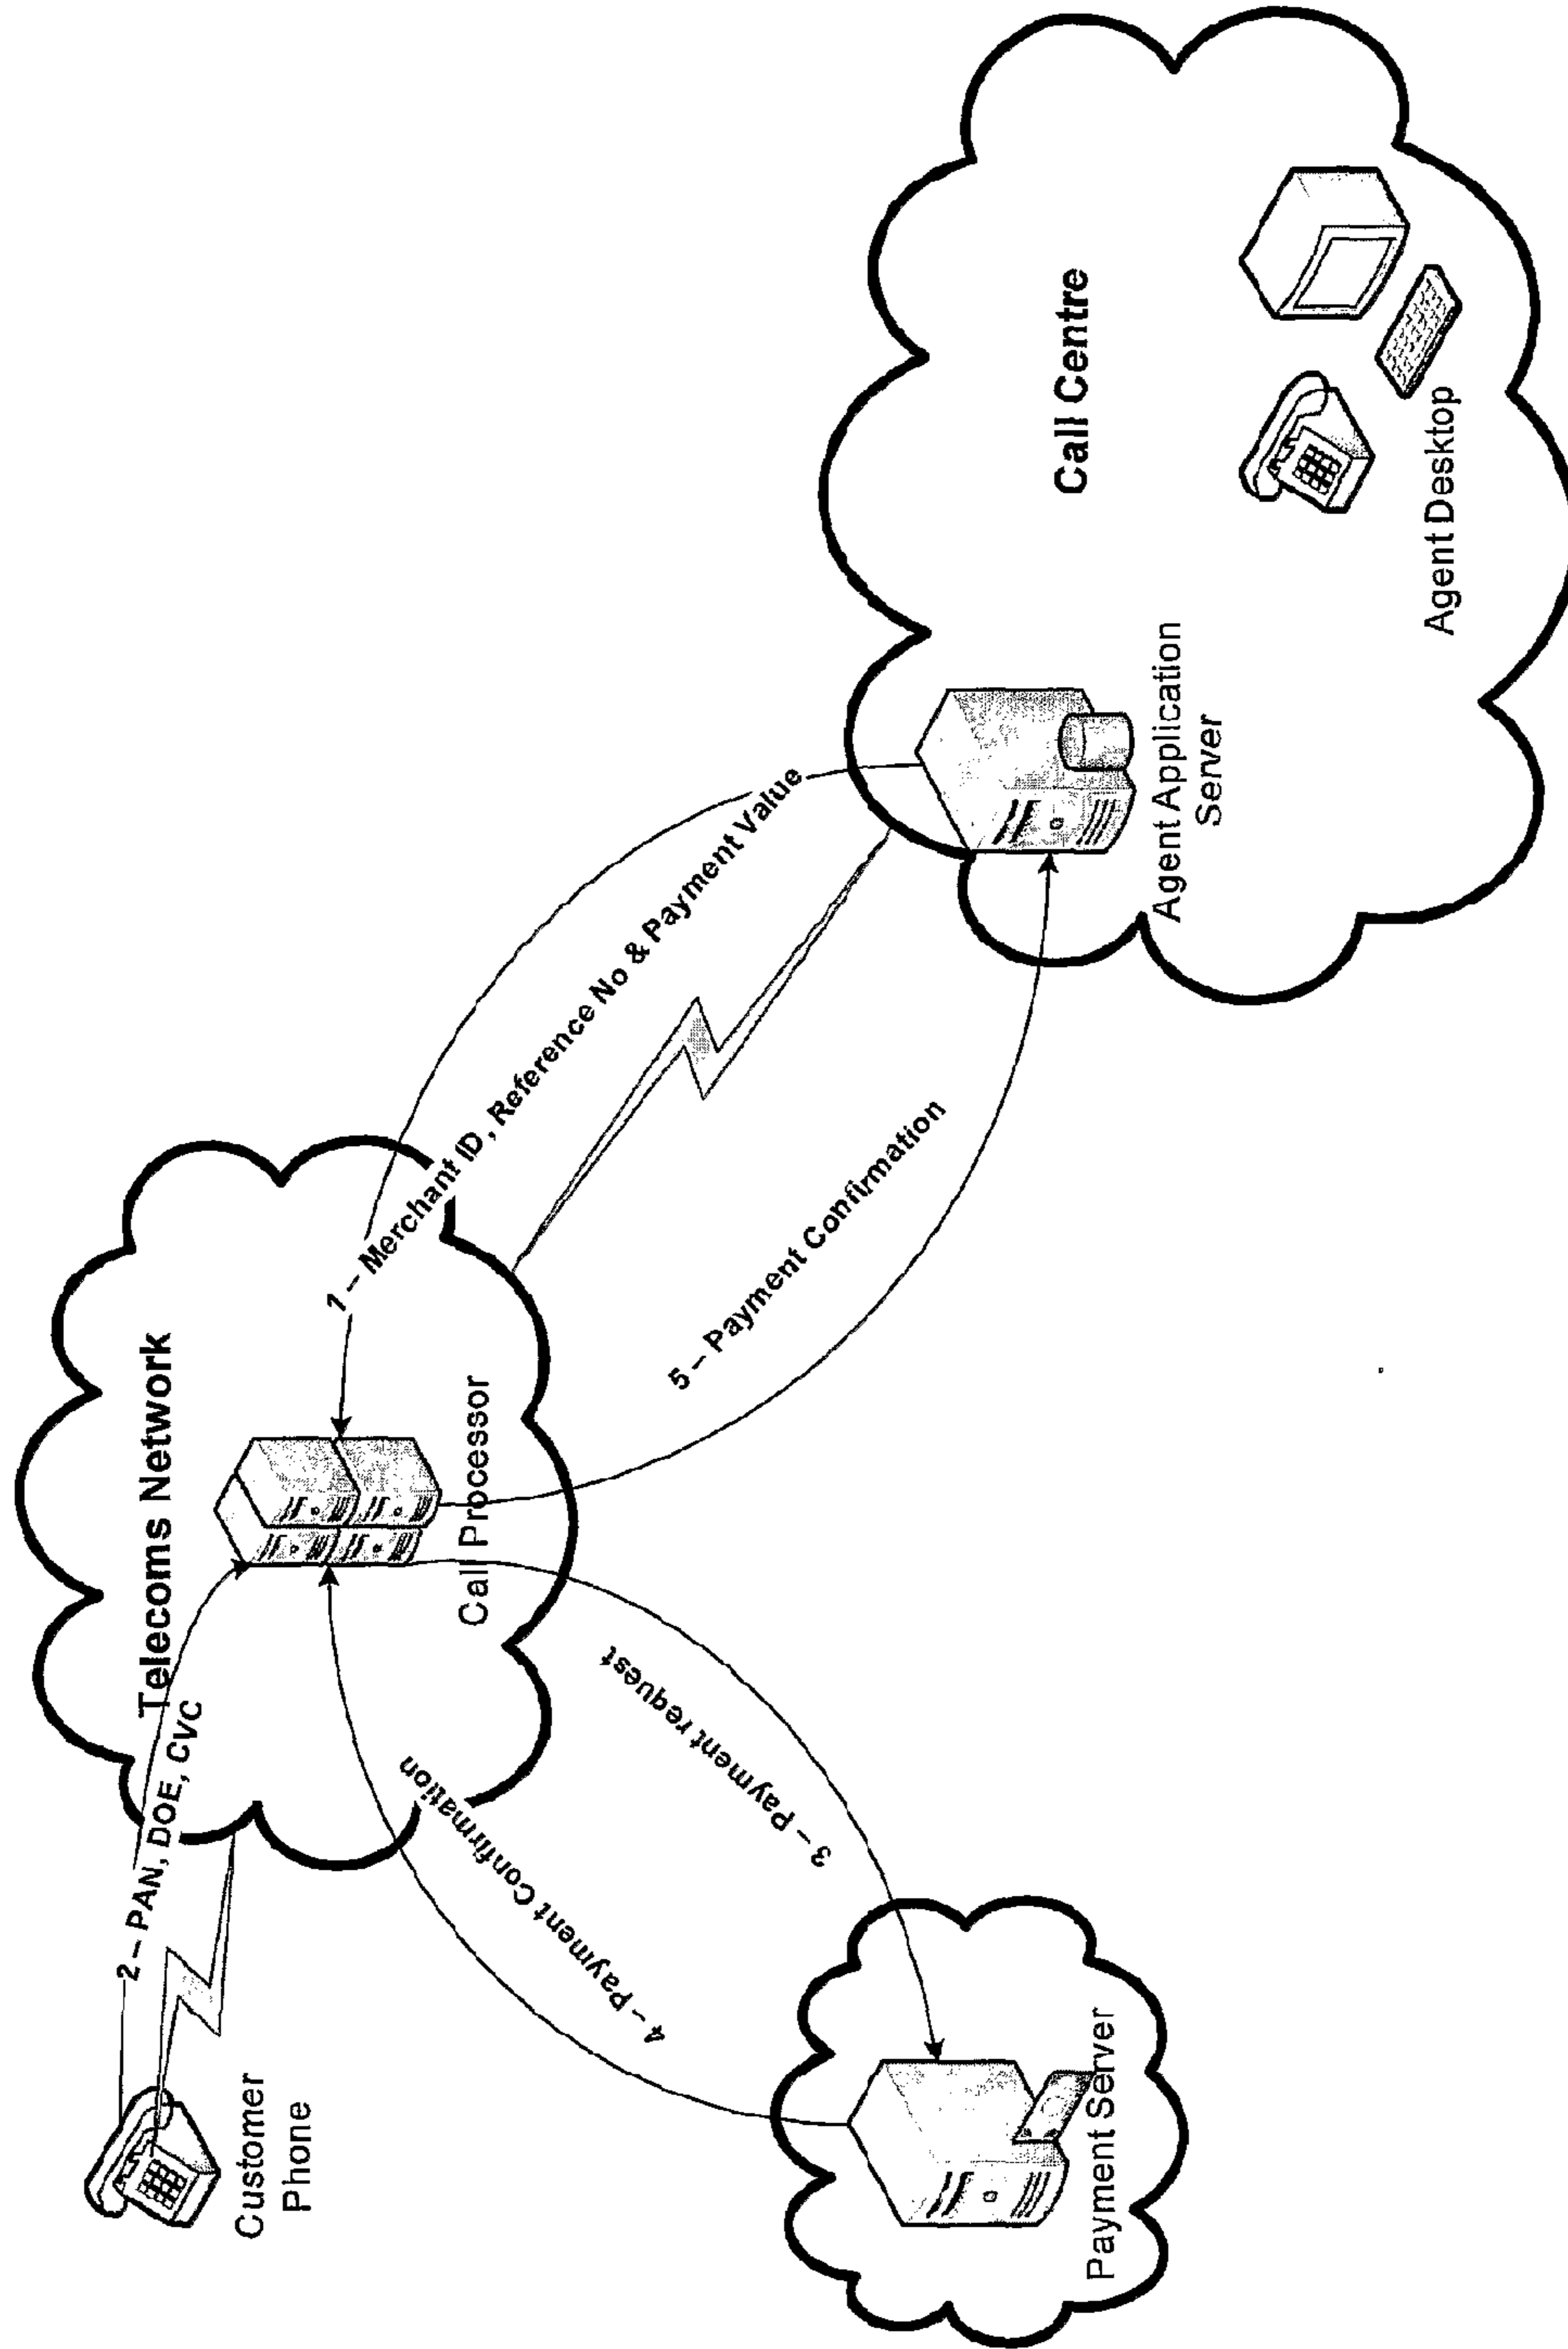 Customer
Phone
2 – PAN, DOE, CVC
Telecoms Network
Call Processor
1 – Merchant ID, Reference No & Payment Value
5 – Payment Confirmation
4 – Payment Confirmation
3 – Payment request
Payment Server
Call Centre
Agent Application
Server
Agent Desktop